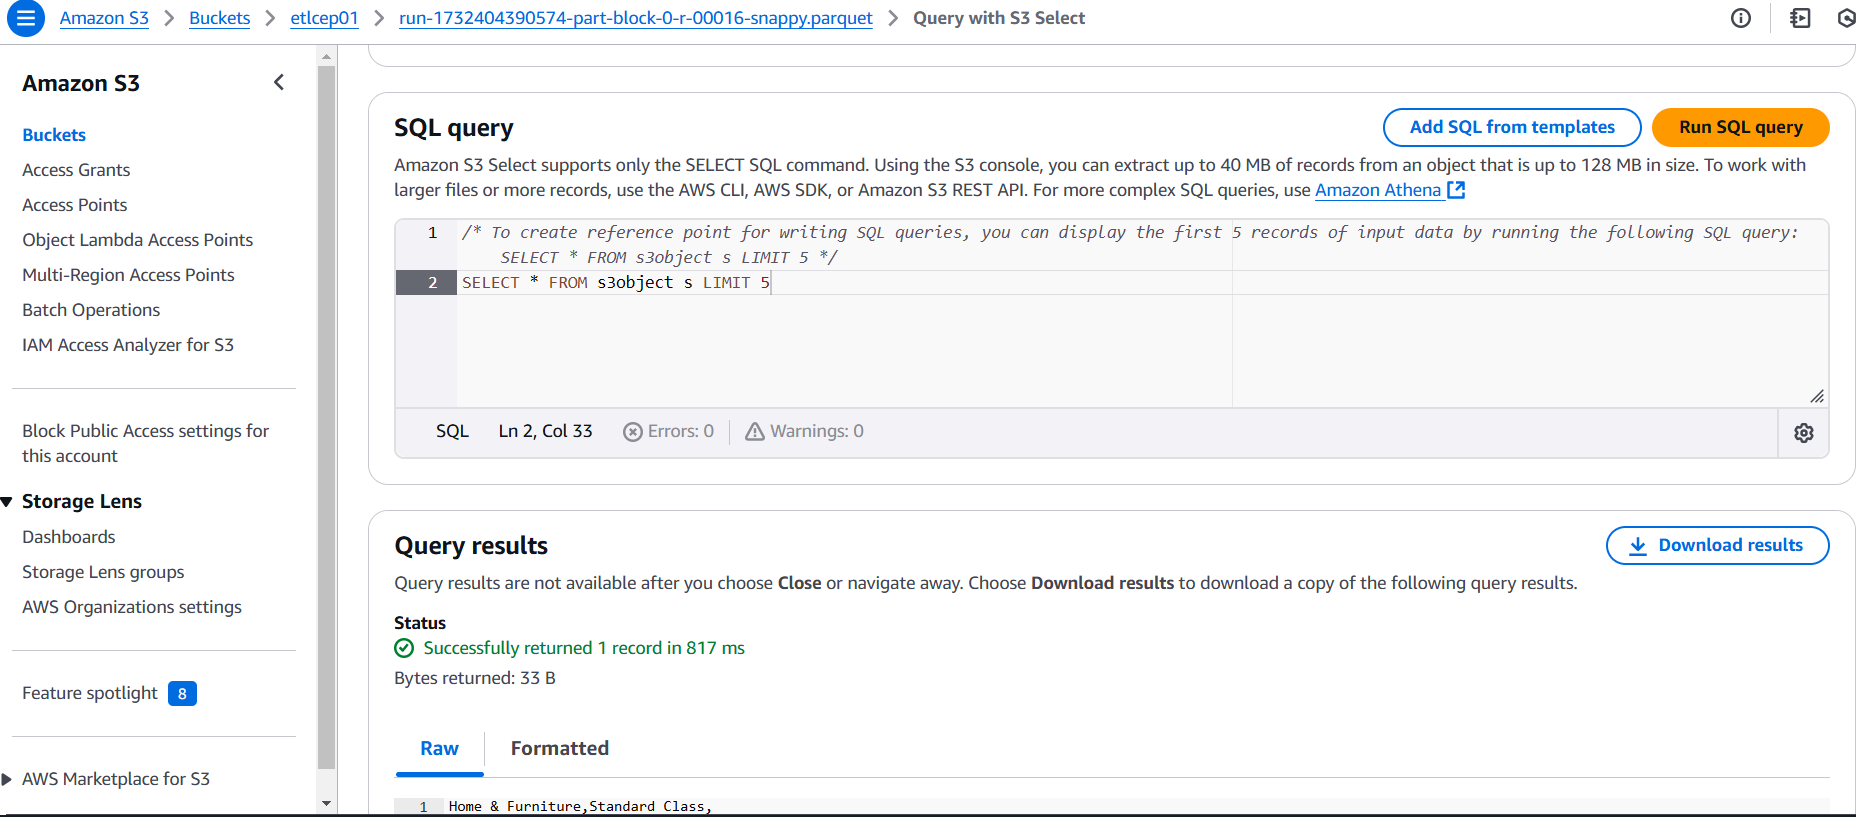 Amazon S3 > Buckets > etlcep01 > run-1732404390574-part-block-0-r-00016-snappy.parquet > Query with S3 Select
Amazon S3
Buckets
Access Grants
Access Points
Object Lambda Access Points
Multi-Region Access Points
Batch Operations
IAM Access Analyzer for S3
Block Public Access settings for
this account
Storage Lens
Dashboards
Storage Lens groups
AWS Organizations settings
Feature spotlight 8
AWS Marketplace for S3
SQL query
Add SQL from templates
Run SQL query
Amazon S3 Select supports only the SELECT SQL command. Using the S3 console, you can extract up to 40 MB of records from an object that is up to 128 MB in size. To work with
larger files or more records, use the AWS CLI, AWS SDK, or Amazon S3 REST API. For more complex SQL queries, use Amazon Athena
1 /* To create reference point for writing SQL queries, you can display the first 5 records of input data by running the following SQL query:
SELECT * FROM s3object s LIMIT 5 */
2 SELECT * FROM s3object s LIMIT 5
SQL Ln 2, Col 33 Errors: 0 Warnings: 0
Query results
Download results
Query results are not available after you choose Close or navigate away. Choose Download results to download a copy of the following query results.
Status
Successfully returned 1 record in 817 ms
Bytes returned: 33 B
Raw Formatted
1 Home & Furniture,Standard Class,